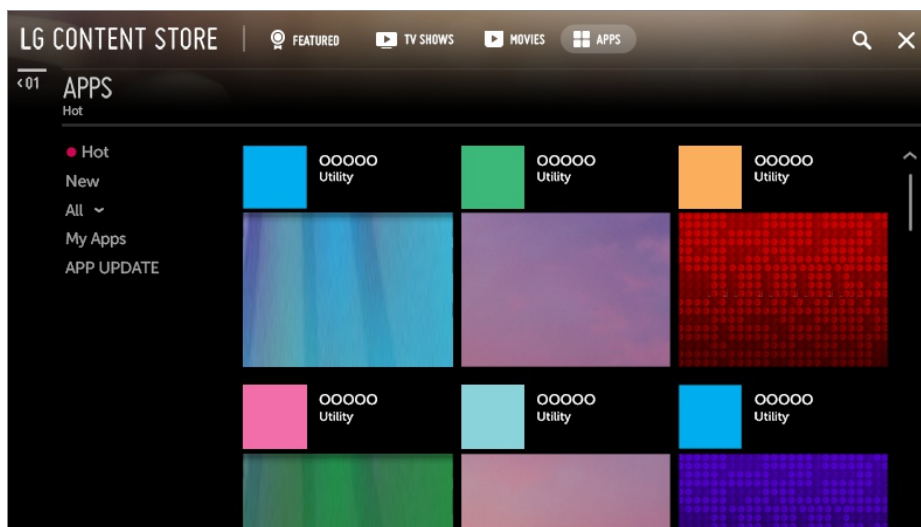 LG CONTENT STORE
FEATURED
TV SHOWS
MOVIES
APPS
<01
APPS
Hot
Hot
New
All
My Apps
APP UPDATE
OOOOO
Utility
OOOOO
Utility
OOOOO
Utility
OOOOO
Utility
OOOOO
Utility
OOOOO
Utility